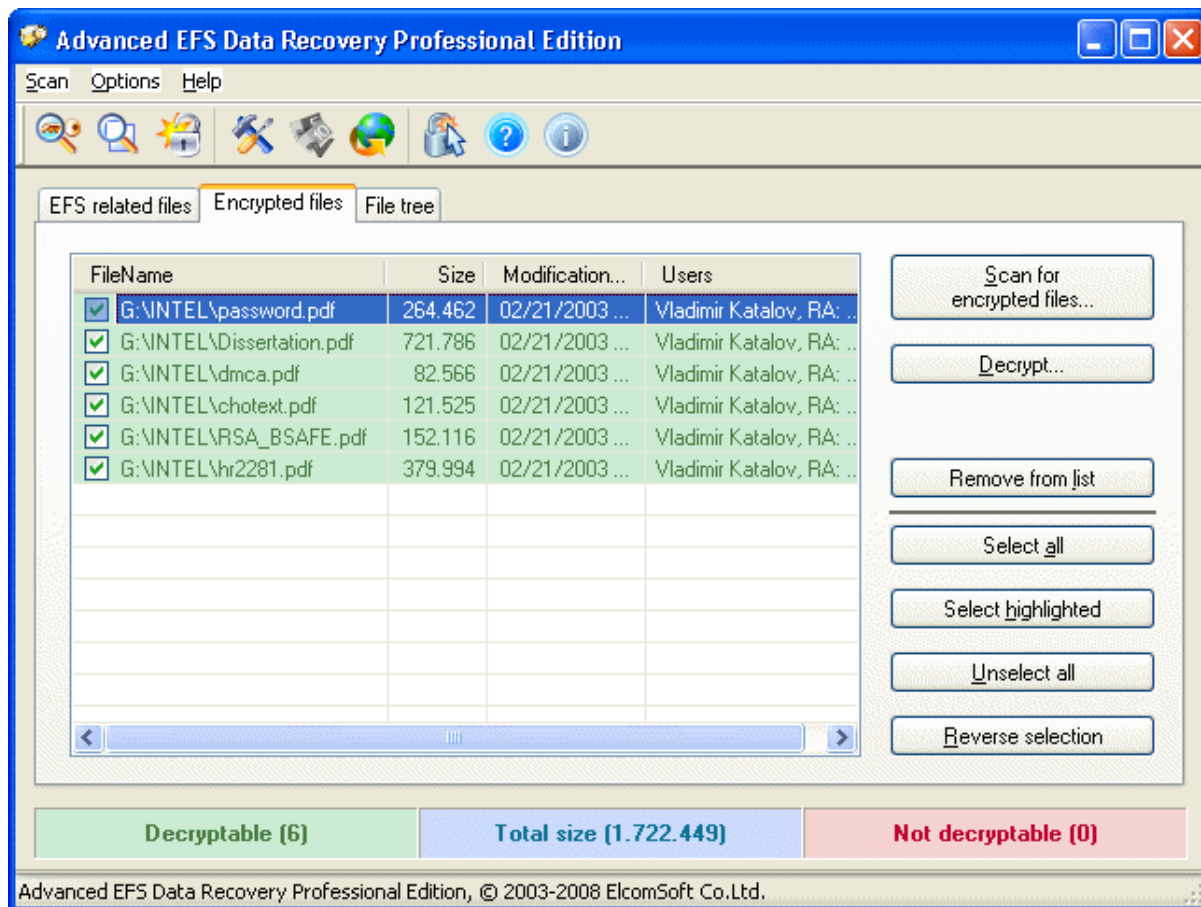 Advanced EFS Data Recovery Professional Edition
Scan Options Help
EFS related files Encrypted files File tree
FileName Size Modification... Users
G:\INTEL\password.pdf 264.462 02/21/2003 ... Vladimir Katalov, RA: ...
G:\INTEL\Dissertation.pdf 721.786 02/21/2003 ... Vladimir Katalov, RA: ...
G:\INTEL\dmca.pdf 82.566 02/21/2003 ... Vladimir Katalov, RA: ...
G:\INTEL\chotext.pdf 121.525 02/21/2003 ... Vladimir Katalov, RA: ...
G:\INTEL\RSA_BSAFE.pdf 152.116 02/21/2003 ... Vladimir Katalov, RA: ...
G:\INTEL\hr2281.pdf 379.994 02/21/2003 ... Vladimir Katalov, RA: ...
Scan for
encrypted files...
Decrypt...
Remove from list
Select all
Select highlighted
Unselect all
Reverse selection
Decryptable (6) Total size (1.722.449) Not decryptable (0)
Advanced EFS Data Recovery Professional Edition, © 2003-2008 ElcomSoft Co.Ltd.